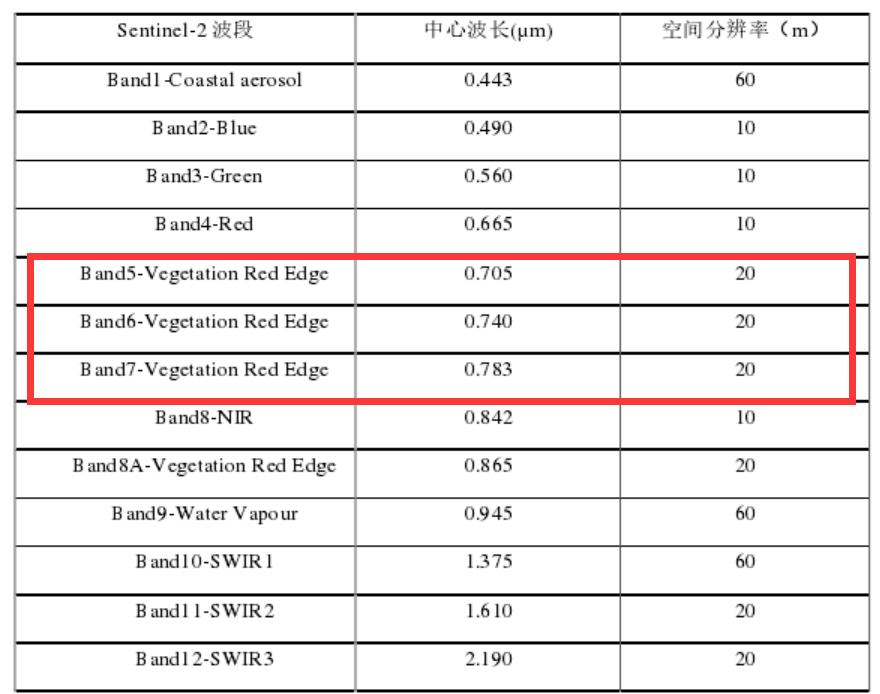 Sentinel-2 波段 中心波长(μm) 空间分辨率（m）
Band1-Coastal aerosol 0.443 60
Band2-Blue 0.490 10
Band3-Green 0.560 10
Band4-Red 0.665 10
Band5-Vegetation Red Edge 0.705 20
Band6-Vegetation Red Edge 0.740 20
Band7-Vegetation Red Edge 0.783 20
Band8-NIR 0.842 10
Band8A-Vegetation Red Edge 0.865 20
Band9-Water Vapour 0.945 60
Band10-SWIR1 1.375 60
Band11-SWIR2 1.610 20
Band12-SWIR3 2.190 20